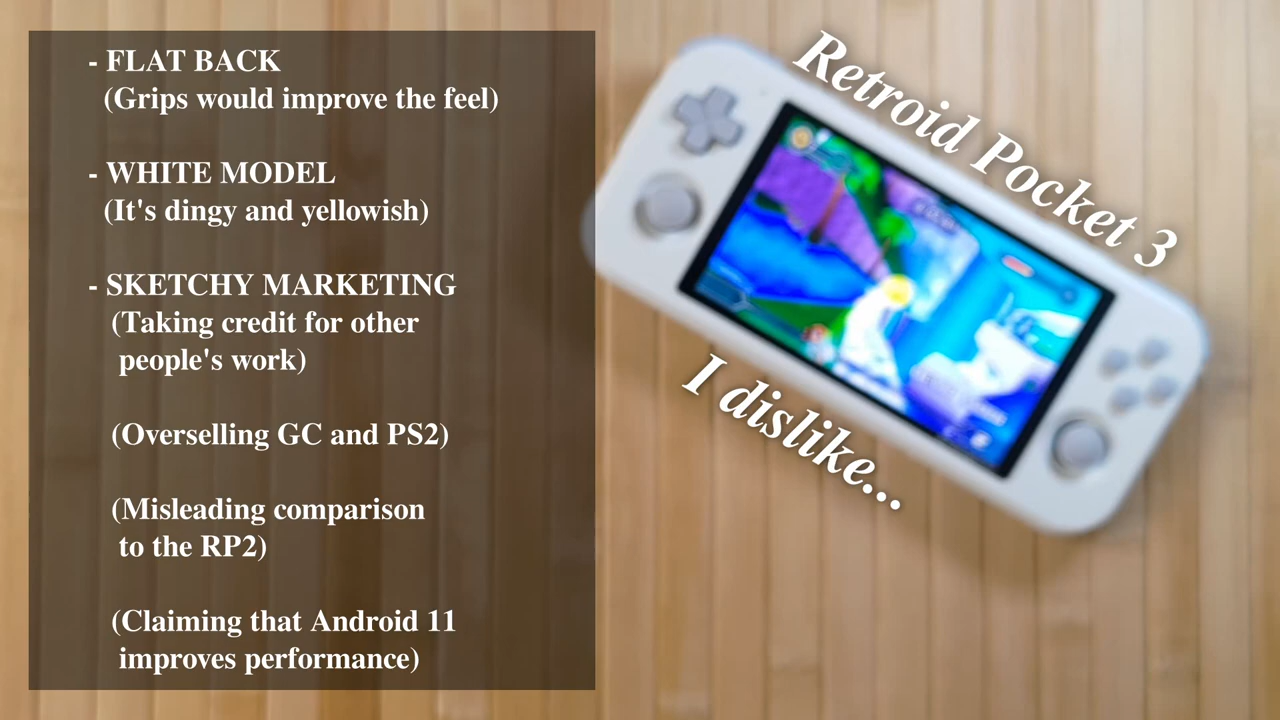 - FLAT BACK
(Grips would improve the feel)
- WHITE MODEL
(It's dingy and yellowish)
- SKETCHY MARKETING
(Taking credit for other
people's work)
(Overselling GC and PS2)
(Misleading comparison
to the RP2)
(Claiming that Android 11
improves performance)
Retroid Pocket 3
I dislike...